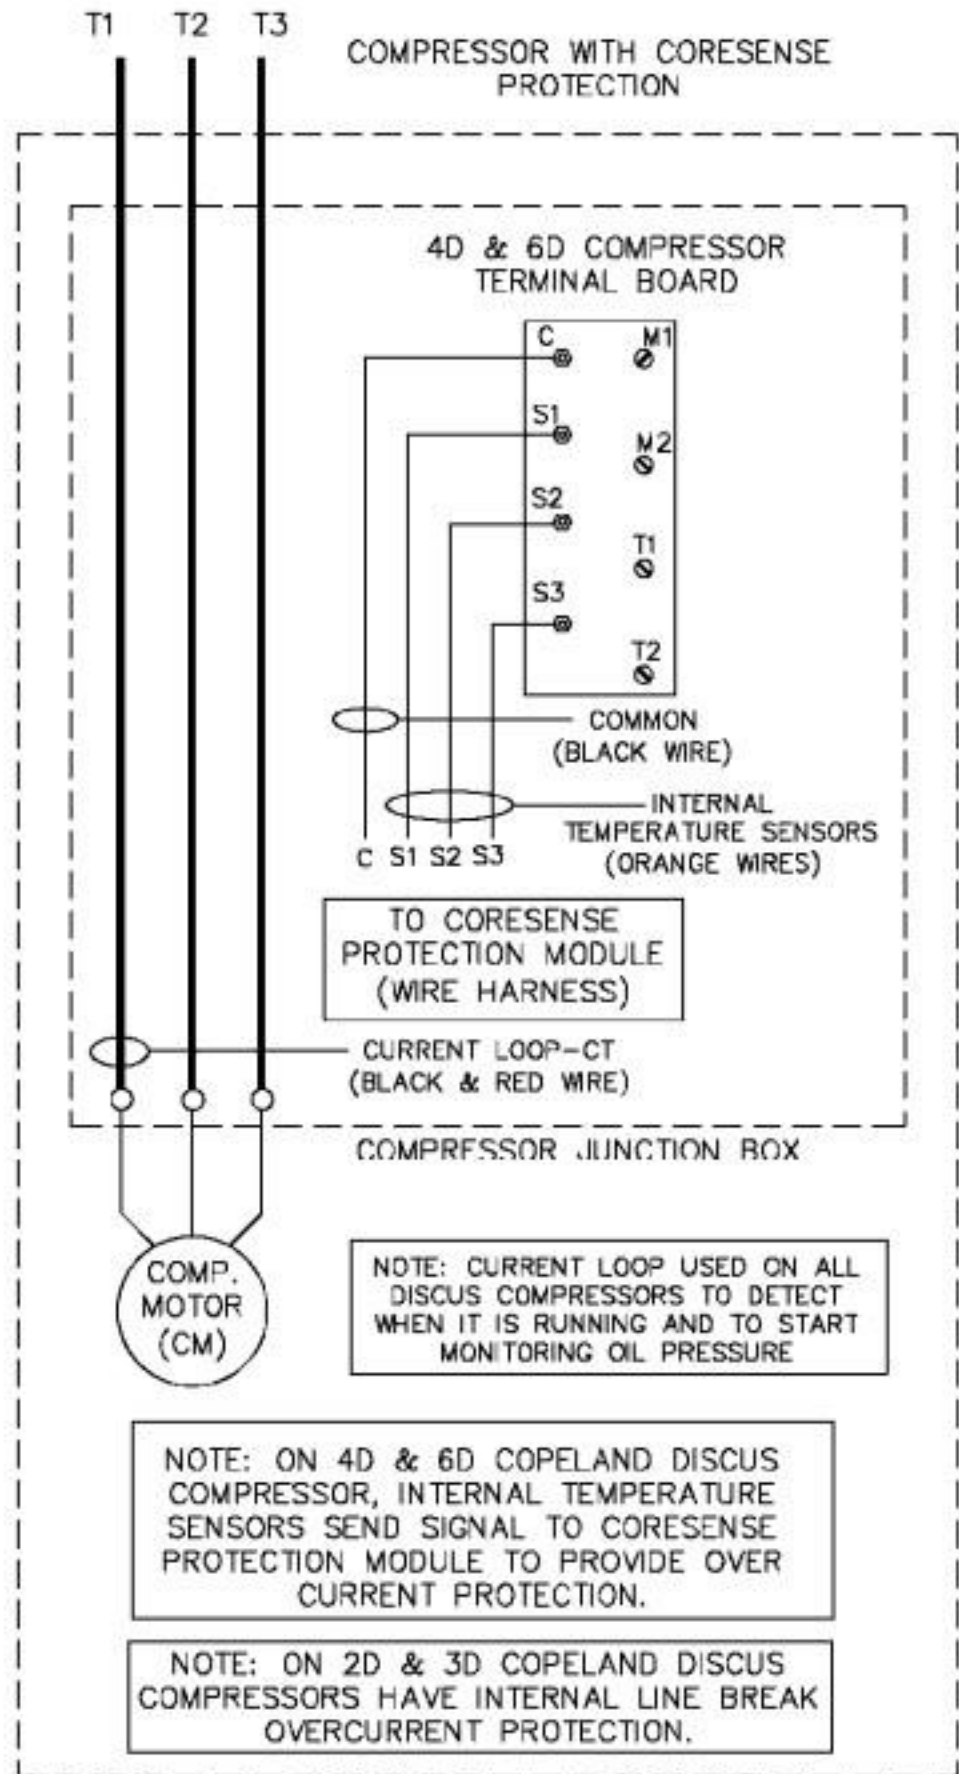 T1 T2 T3
COMPRESSOR WITH CORESENSE
PROTECTION
4D & 6D COMPRESSOR
TERMINAL BOARD
C M1
S1
M2
S2
T1
S3
T2
COMMON
(BLACK WIRE)
INTERNAL
TEMPERATURE SENSORS
(ORANGE WIRES)
C S1 S2 S3
TO CORESENSE
PROTECTION MODULE
(WIRE HARNESS)
CURRENT LOOP-CT
(BLACK & RED WIRE)
COMPRESSOR JUNCTION BOX
COMP.
MOTOR
(CM)
NOTE: CURRENT LOOP USED ON ALL
DISCUS COMPRESSORS TO DETECT
WHEN IT IS RUNNING AND TO START
MONITORING OIL PRESSURE
NOTE: ON 4D & 6D COPELAND DISCUS
COMPRESSOR, INTERNAL TEMPERATURE
SENSORS SEND SIGNAL TO CORESENSE
PROTECTION MODULE TO PROVIDE OVER
CURRENT PROTECTION.
NOTE: ON 2D & 3D COPELAND DISCUS
COMPRESSORS HAVE INTERNAL LINE BREAK
OVERCURRENT PROTECTION.